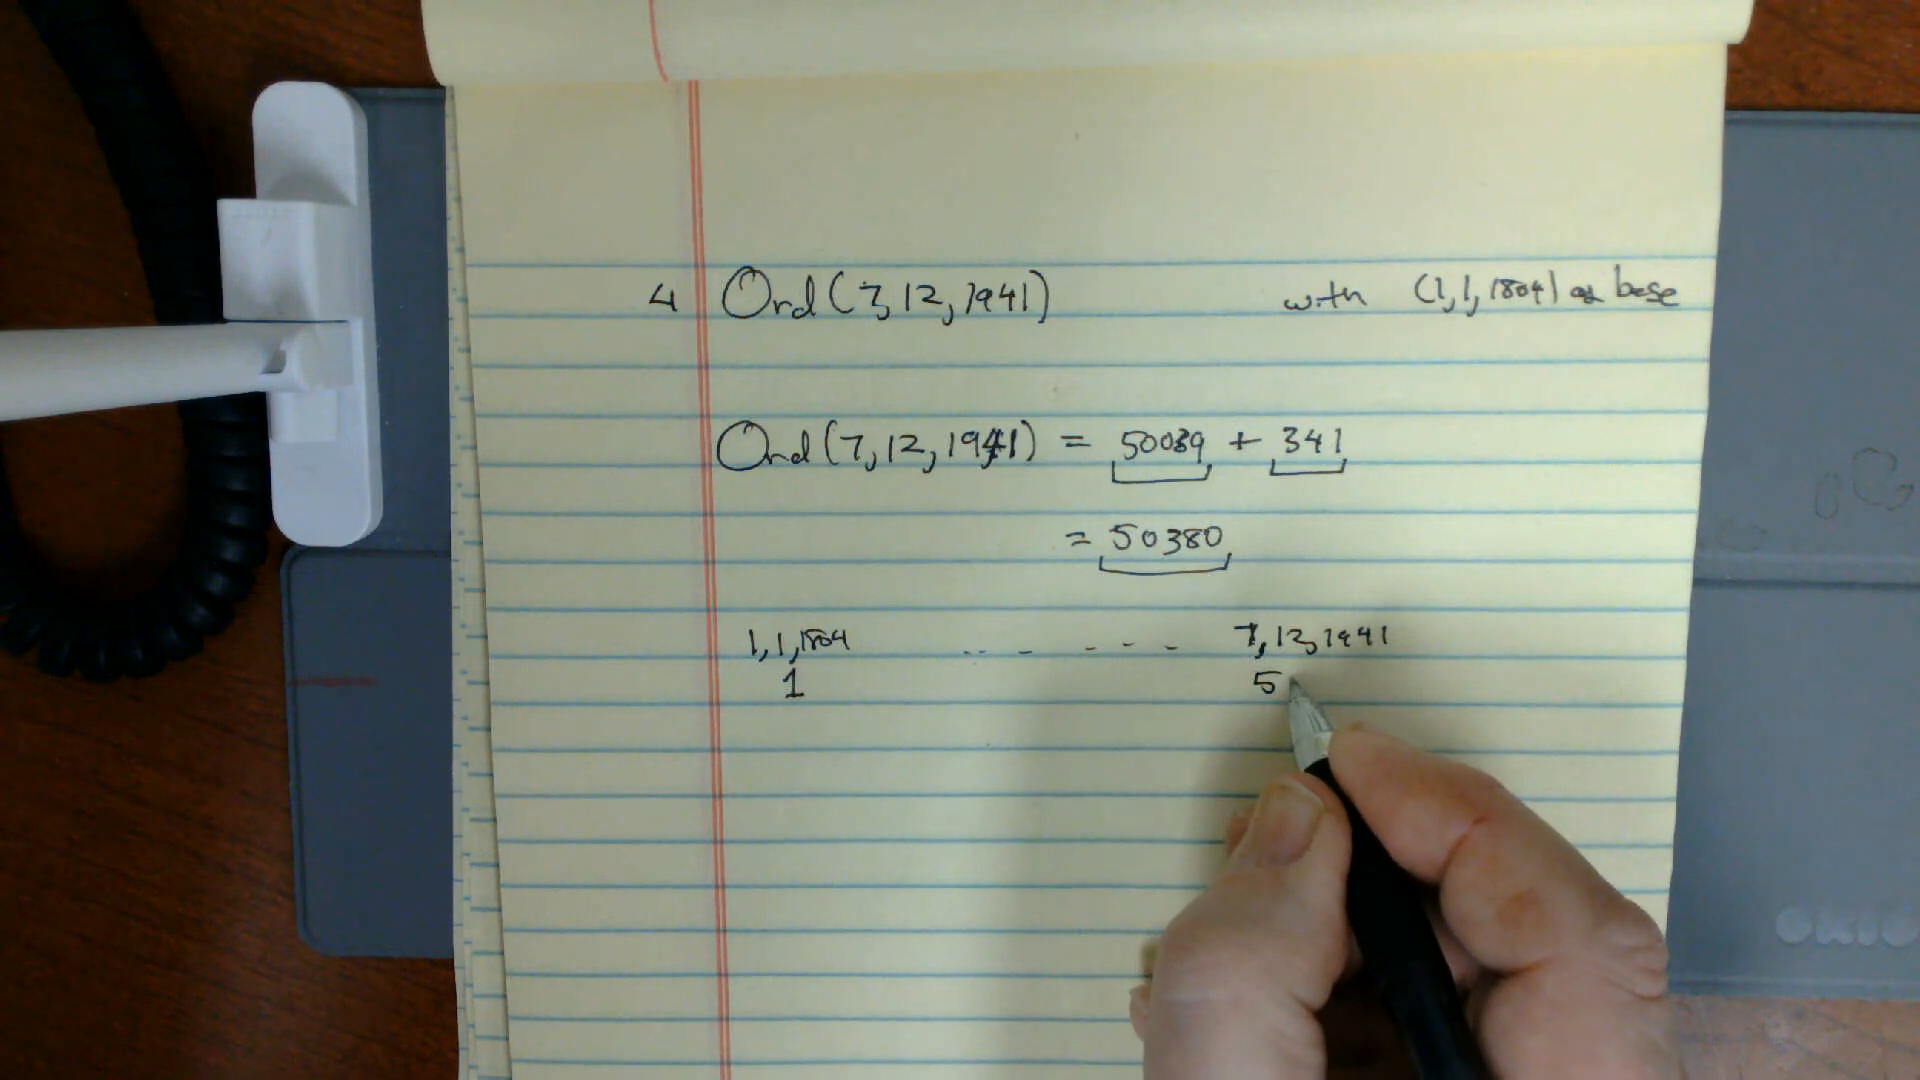 4 Ord(7,12,1941) with (1,1,1804) as base
Ord(7,12,1941) = 50039 + 341
= 50380
1,1,1804 -- - - - - 7,12,1941
1 5